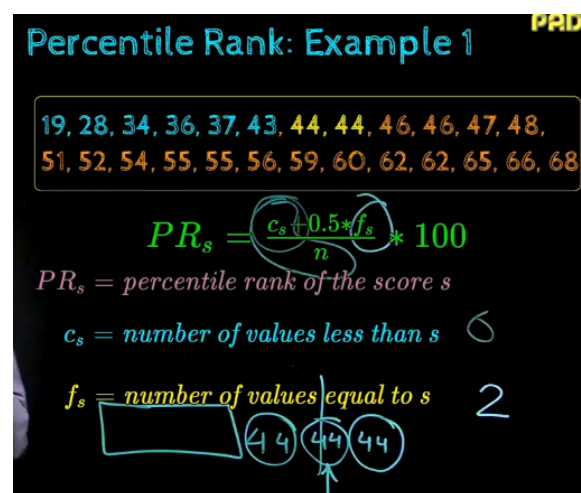 PAD
Percentile Rank: Example 1
19, 28, 34, 36, 37, 43, 44, 44, 46, 46, 47, 48,
51, 52, 54, 55, 55, 56, 59, 60, 62, 62, 65, 66, 68
PRₛ = (cₛ+0.5*fₛ)/n * 100
PRₛ = percentile rank of the score s
cₛ = number of values less than s 6
fₛ = number of values equal to s 2
44 44 44